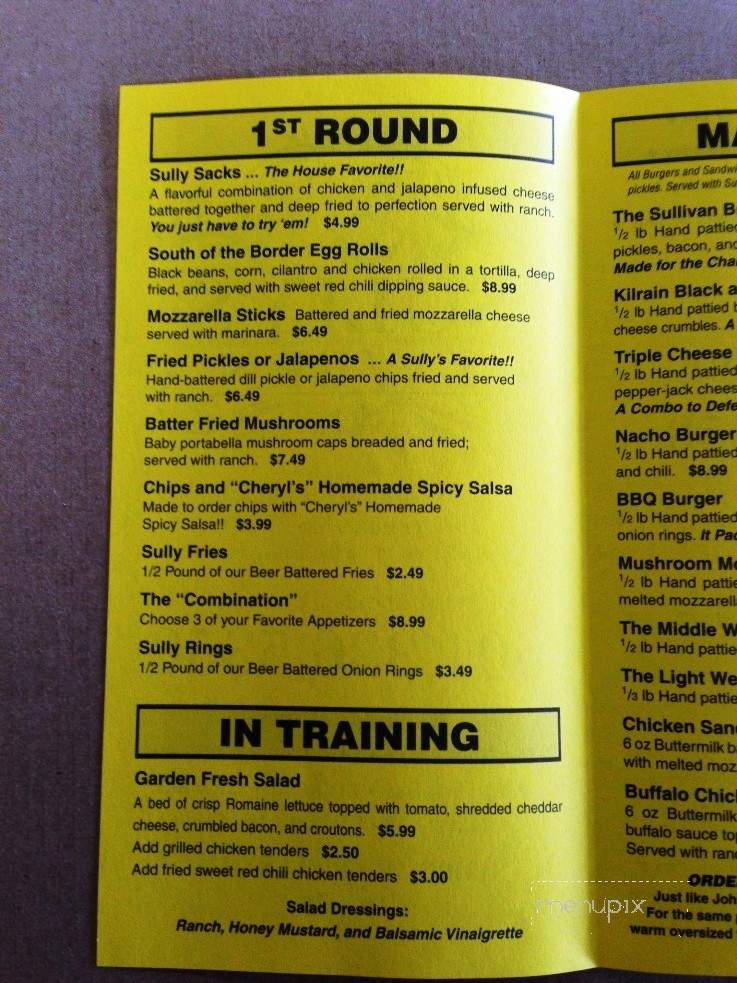 1ST ROUND
Sully Sacks ... The House Favorite!!
A flavorful combination of chicken and jalapeno infused cheese
battered together and deep fried to perfection served with ranch.
You just have to try 'em! $4.99
South of the Border Egg Rolls
Black beans, corn, cilantro and chicken rolled in a tortilla, deep
fried, and served with sweet red chili dipping sauce. $8.99
Mozzarella Sticks Battered and fried mozzarella cheese
served with marinara. $6.49
Fried Pickles or Jalapenos ... A Sully's Favorite!!
Hand-battered dill pickle or jalapeno chips fried and served
with ranch. $6.49
Batter Fried Mushrooms
Baby portabella mushroom caps breaded and fried;
served with ranch. $7.49
Chips and "Cheryl's" Homemade Spicy Salsa
Made to order chips with "Cheryl's" Homemade
Spicy Salsa!! $3.99
Sully Fries
1/2 Pound of our Beer Battered Fries $2.49
The "Combination"
Choose 3 of your Favorite Appetizers $8.99
Sully Rings
1/2 Pound of our Beer Battered Onion Rings $3.49
IN TRAINING
Garden Fresh Salad
A bed of crisp Romaine lettuce topped with tomato, shredded cheddar
cheese, crumbled bacon, and croutons. $5.99
Add grilled chicken tenders $2.50
Add fried sweet red chili chicken tenders $3.00
Salad Dressings:
Ranch, Honey Mustard, and Balsamic Vinaigrette
MA
All Burgers and Sandwi
pickles. Served with Su
The Sullivan B
1/2 lb Hand pattied
pickles, bacon, and
Made for the Cha
Kilrain Black a
1/2 lb Hand pattied b
cheese crumbles. A
Triple Cheese
1/2 lb Hand pattied
pepper-jack chees
A Combo to Defe
Nacho Burger
1/2 lb Hand pattied
and chili. $8.99
BBQ Burger
1/2 lb Hand pattied
onion rings. It Pac
Mushroom Mo
1/2 lb Hand pattie
melted mozzarell
The Middle W
1/2 lb Hand pattie
The Light We
1/3 lb Hand pattie
Chicken Sand
6 oz Buttermilk ba
with melted moz
Buffalo Chic
6 oz Buttermilk
buffalo sauce top
Served with ran
ORDE
Just like Joh
For the same p
warm oversized
menupix